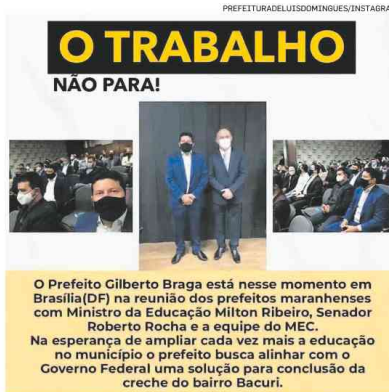 PREFEITURADELUISDOMINGUES/INSTAGRA
O TRABALHO
NÃO PARA!
O Prefeito Gilberto Braga está nesse momento em
Brasília(DF) na reunião dos prefeitos maranhenses
com Ministro da Educação Milton Ribeiro, Senador
Roberto Rocha e a equipe do MEC.
Na esperança de ampliar cada vez mais a educação
no município o prefeito busca alinhar com o
Governo Federal uma solução para conclusão da
creche do bairro Bacuri.